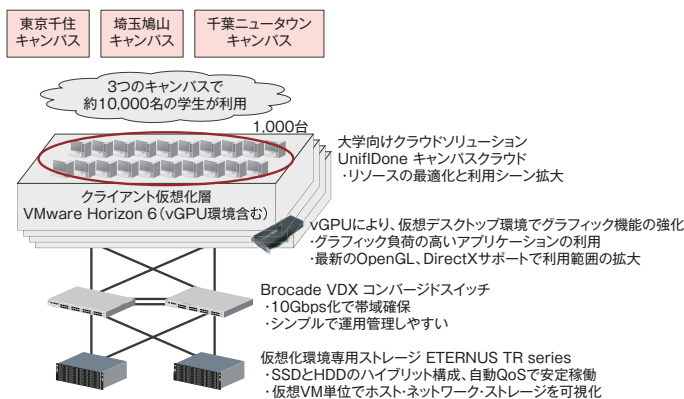 東京千住
キャンパス
埼玉鳩山
キャンパス
千葉ニュータウン
キャンパス
3つのキャンパスで
約10,000名の学生が利用
1,000台
クライアント仮想化層
VMware Horizon 6（vGPU環境含む）
大学向けクラウドソリューション
UnifIDone キャンパスクラウド
・リソースの最適化と利用シーン拡大
vGPUにより、仮想デスクトップ環境でグラフィック機能の強化
・グラフィック負荷の高いアプリケーションの利用
・最新のOpenGL、DirectXサポートで利用範囲の拡大
Brocade VDX コンバージドスイッチ
・10Gbps化で帯域確保
・シンプルで運用管理しやすい
仮想化環境専用ストレージ ETERNUS TR series
・SSDとHDDのハイブリット構成、自動QoSで安定稼働
・仮想VM単位でホスト・ネットワーク・ストレージを可視化